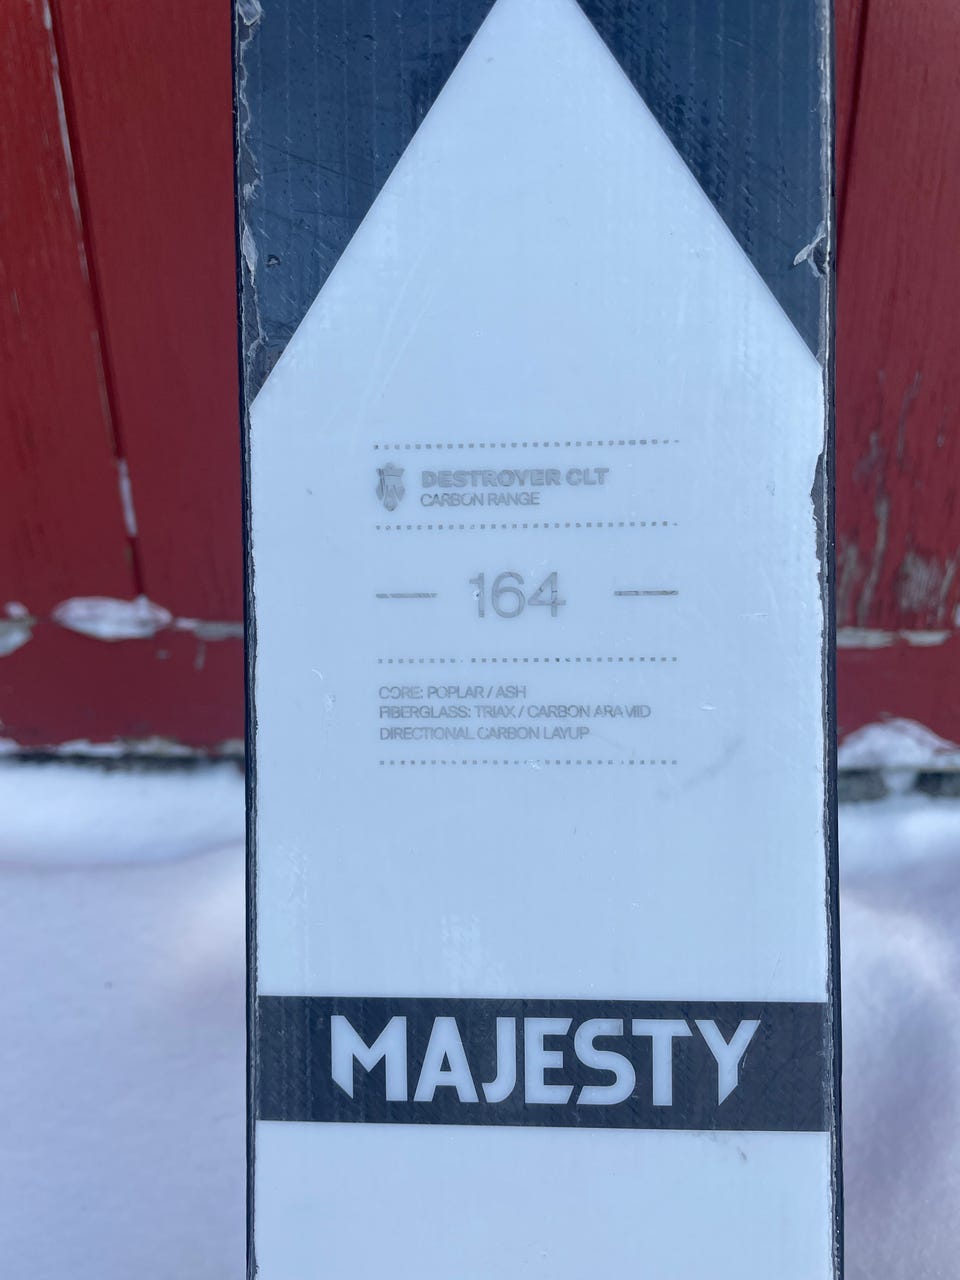 DESTROYER CLT
CARBON RANGE
164
CORE: POPLAR / ASH
FIBERGLASS: TRIAX / CARBON ARAMID
DIRECTIONAL CARBON LAYUP
MAJESTY